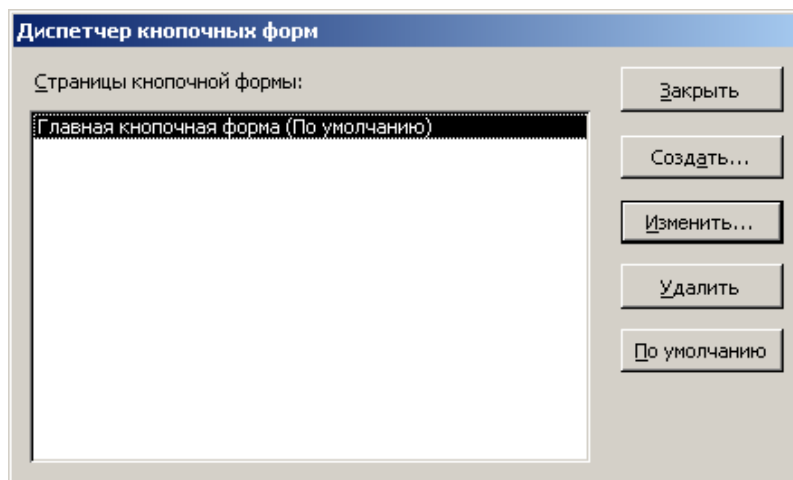 Диспетчер кнопочных форм
Страницы кнопочной формы:
Главная кнопочная форма (По умолчанию)
Закрыть
Создать...
Изменить...
Удалить
По умолчанию